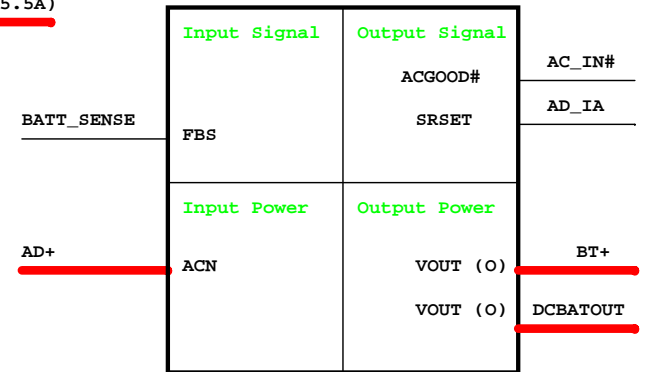 5.5A)
Input Signal Output Signal
AC_IN#
ACGOOD#
AD_IA
BATT_SENSE SRSET
FBS
Input Power Output Power
AD+ BT+
ACN VOUT (O)
VOUT (O) DCBATOUT